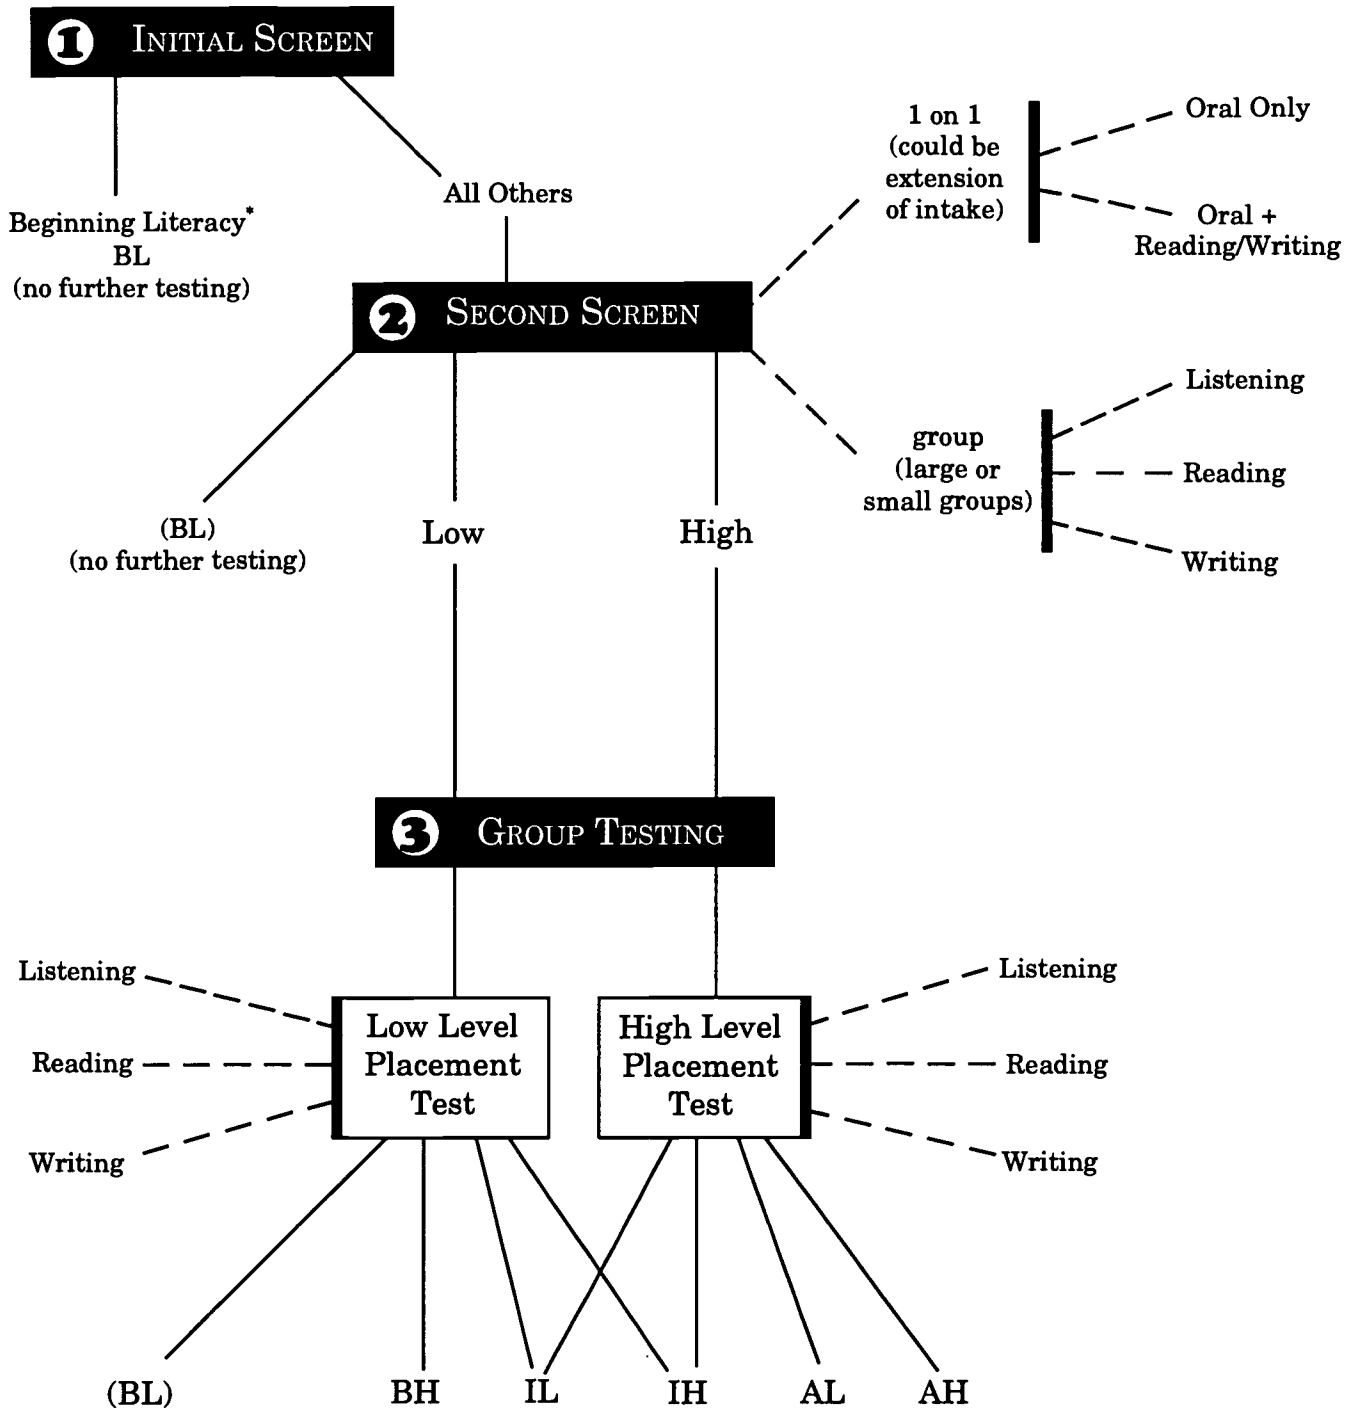 1 INITIAL SCREEN
Beginning Literacy*
BL
(no further testing)
All Others
1 on 1
(could be
extension
of intake)
Oral Only
Oral +
Reading/Writing
2 SECOND SCREEN
group
(large or
small groups)
Listening
Reading
Writing
(BL)
(no further testing)
Low
High
3 GROUP TESTING
Listening
Reading
Writing
Low Level
Placement
Test
High Level
Placement
Test
Listening
Reading
Writing
(BL)
BH
IL
IH
AL
AH